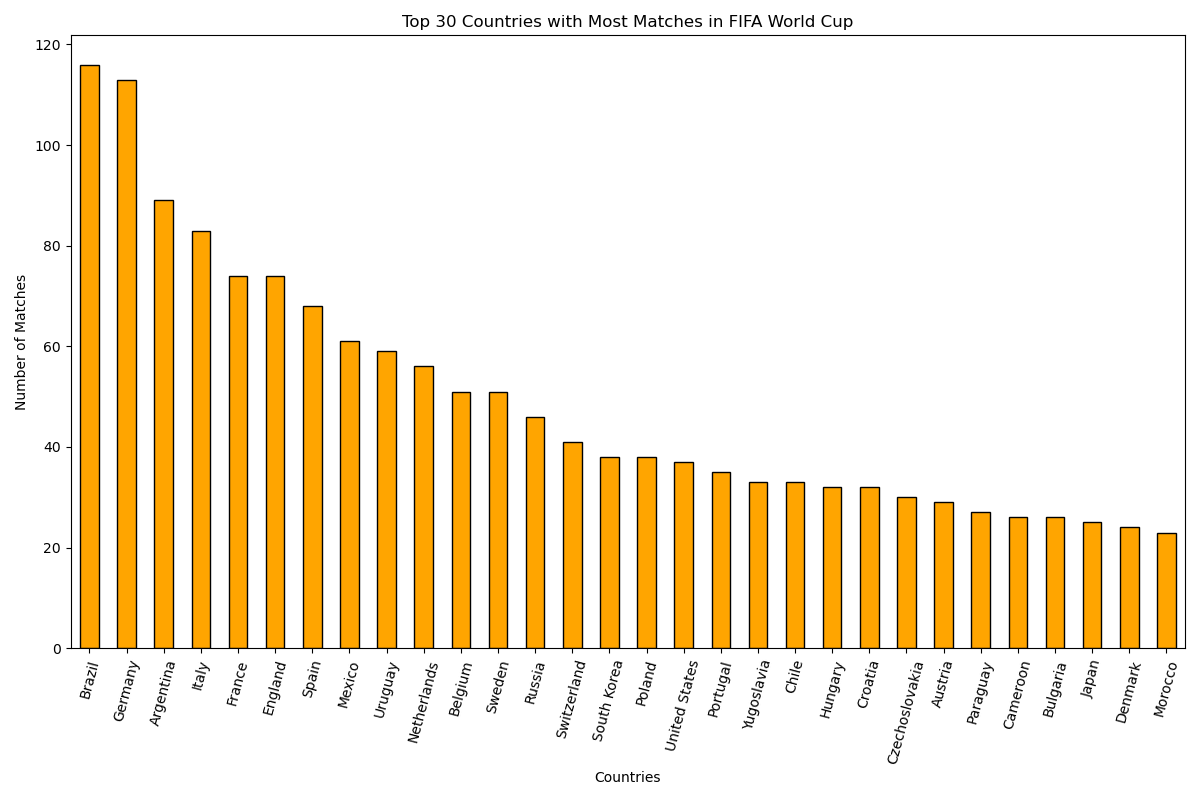 Top 30 Countries with Most Matches in FIFA World Cup
Number of Matches
120
100
80
60
40
20
0
Brazil
Germany
Argentina
Italy
France
England
Spain
Mexico
Uruguay
Netherlands
Belgium
Sweden
Russia
Switzerland
South Korea
Poland
United States
Portugal
Yugoslavia
Chile
Hungary
Croatia
Czechoslovakia
Austria
Paraguay
Cameroon
Bulgaria
Japan
Denmark
Morocco
Countries